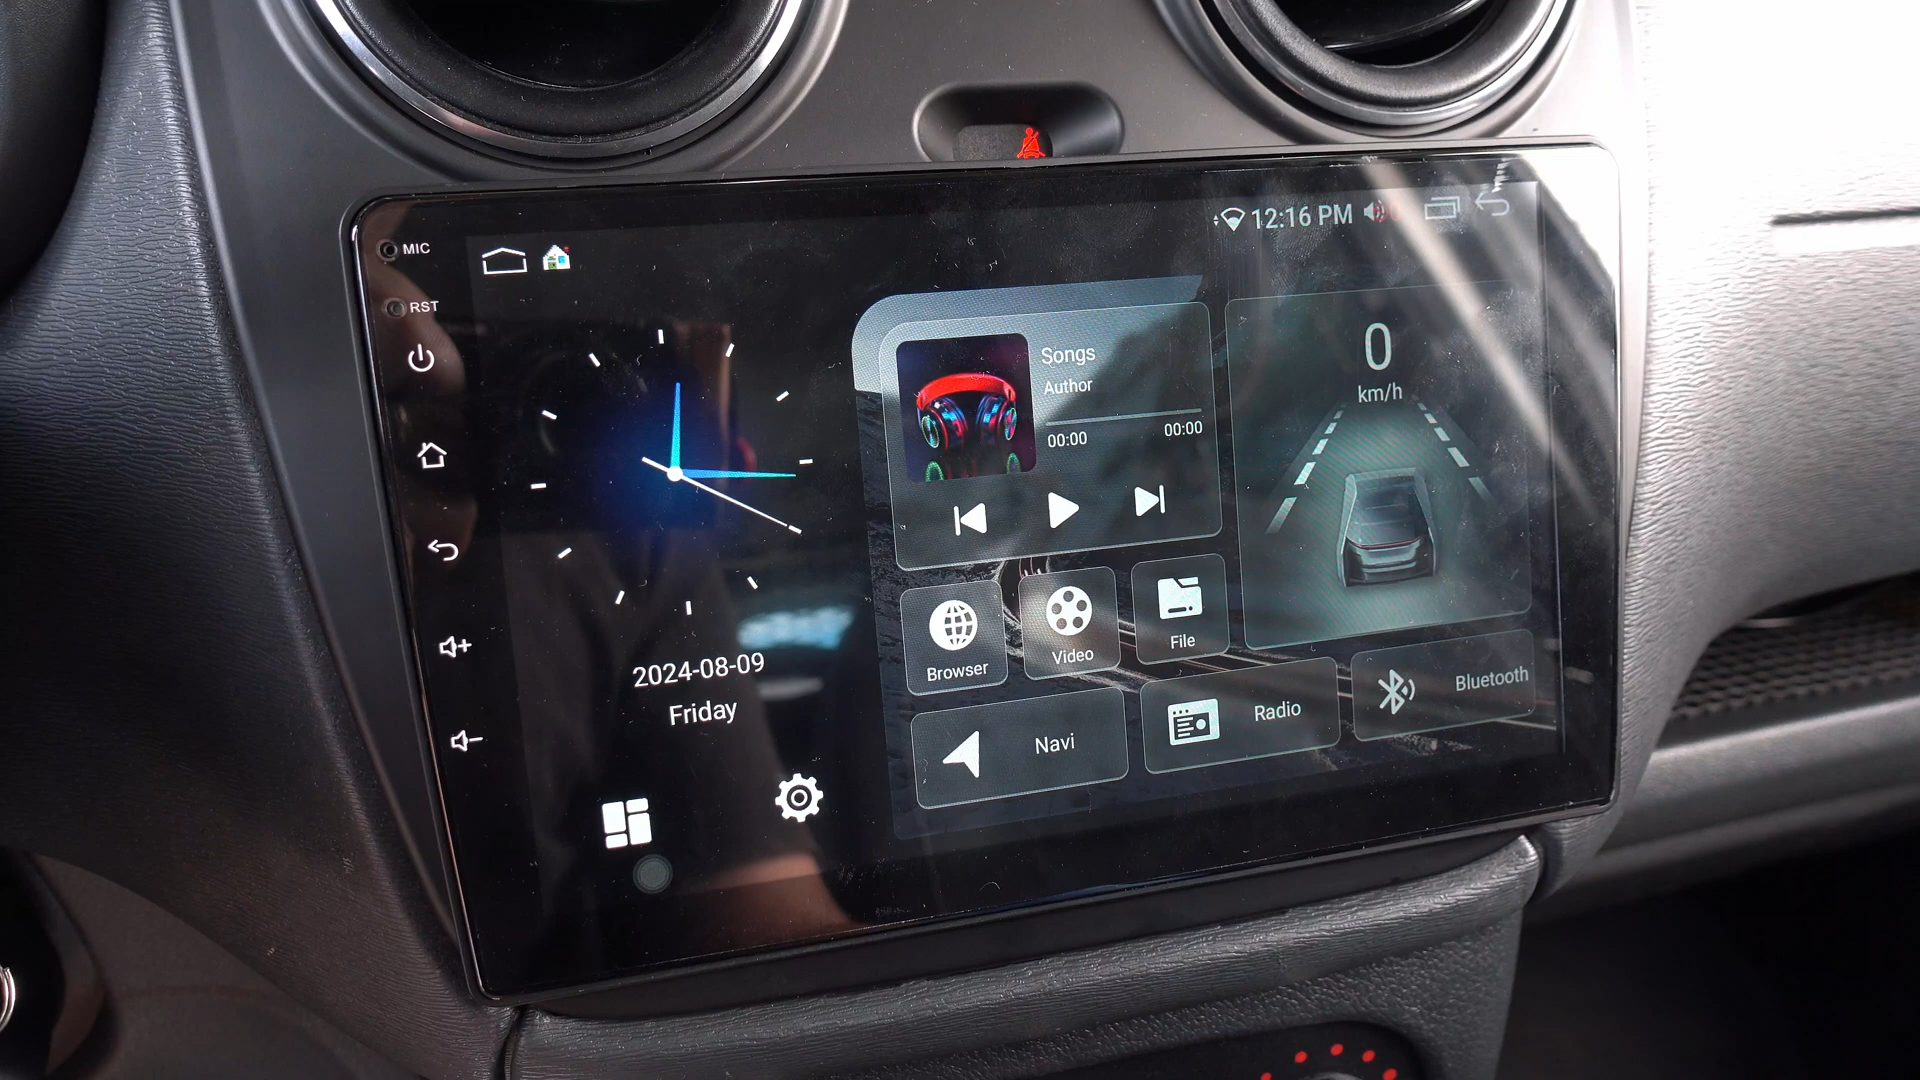 MIC
RST
12:16 PM
Songs
Author
00:00
00:00
0
km/h
Browser
Video
File
2024-08-09
Friday
Navi
Radio
Bluetooth